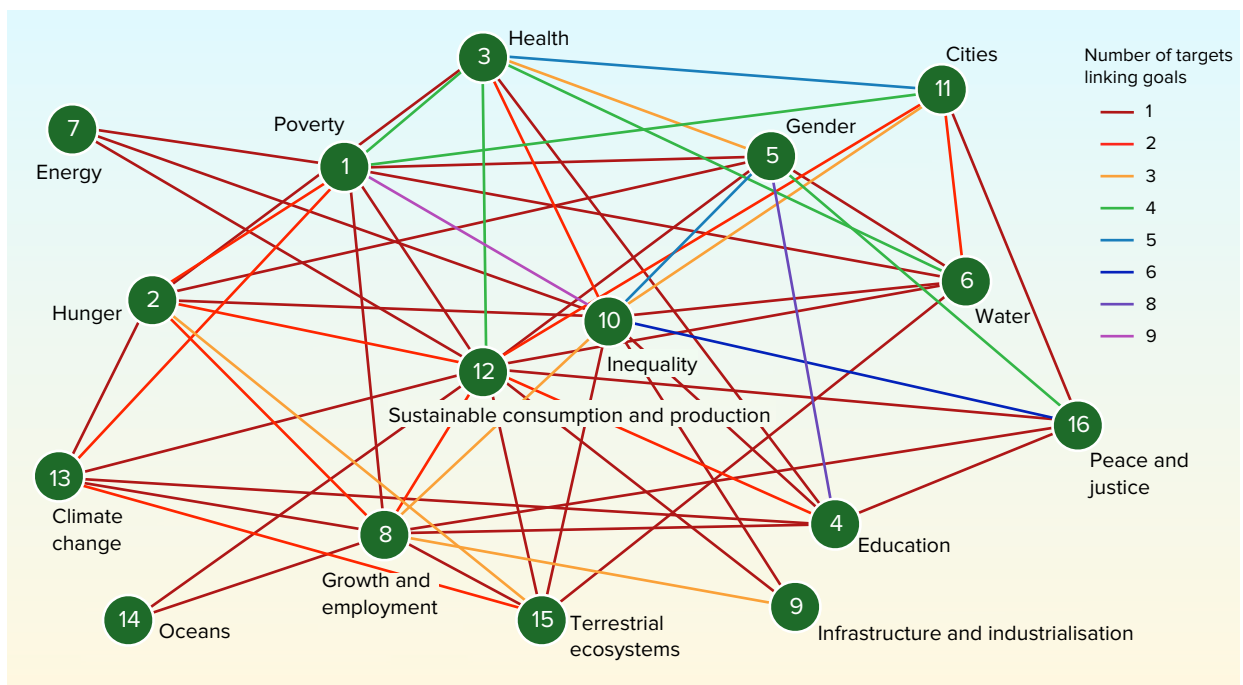 3
Health
Cities
11
Number of targets
linking goals
1
2
3
4
5
6
8
9
7
Energy
Poverty
1
Gender
5
2
Hunger
6
Water
10
Inequality
12
Sustainable consumption and production
16
Peace and
justice
13
Climate
change
8
Growth and
employment
4
Education
14
Oceans
15
Terrestrial
ecosystems
9
Infrastructure and industrialisation